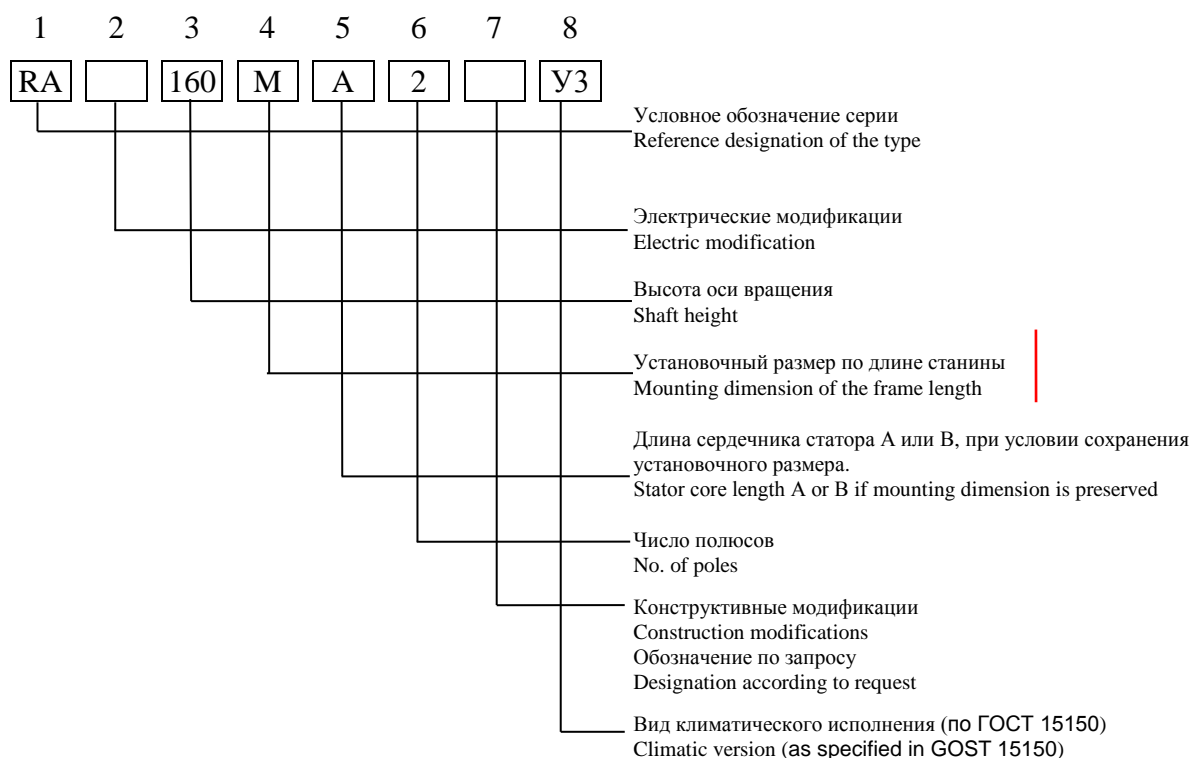 1 2 3 4 5 6 7 8
RA 160 M A 2 У3
Условное обозначение серии
Reference designation of the type
Электрические модификации
Electric modification
Высота оси вращения
Shaft height
Установочный размер по длине станины
Mounting dimension of the frame length
Длина сердечника статора А или В, при условии сохранения
установочного размера.
Stator core length A or B if mounting dimension is preserved
Число полюсов
No. of poles
Конструктивные модификации
Construction modifications
Обозначение по запросу
Designation according to request
Вид климатического исполнения (по ГОСТ 15150)
Climatic version (as specified in GOST 15150)